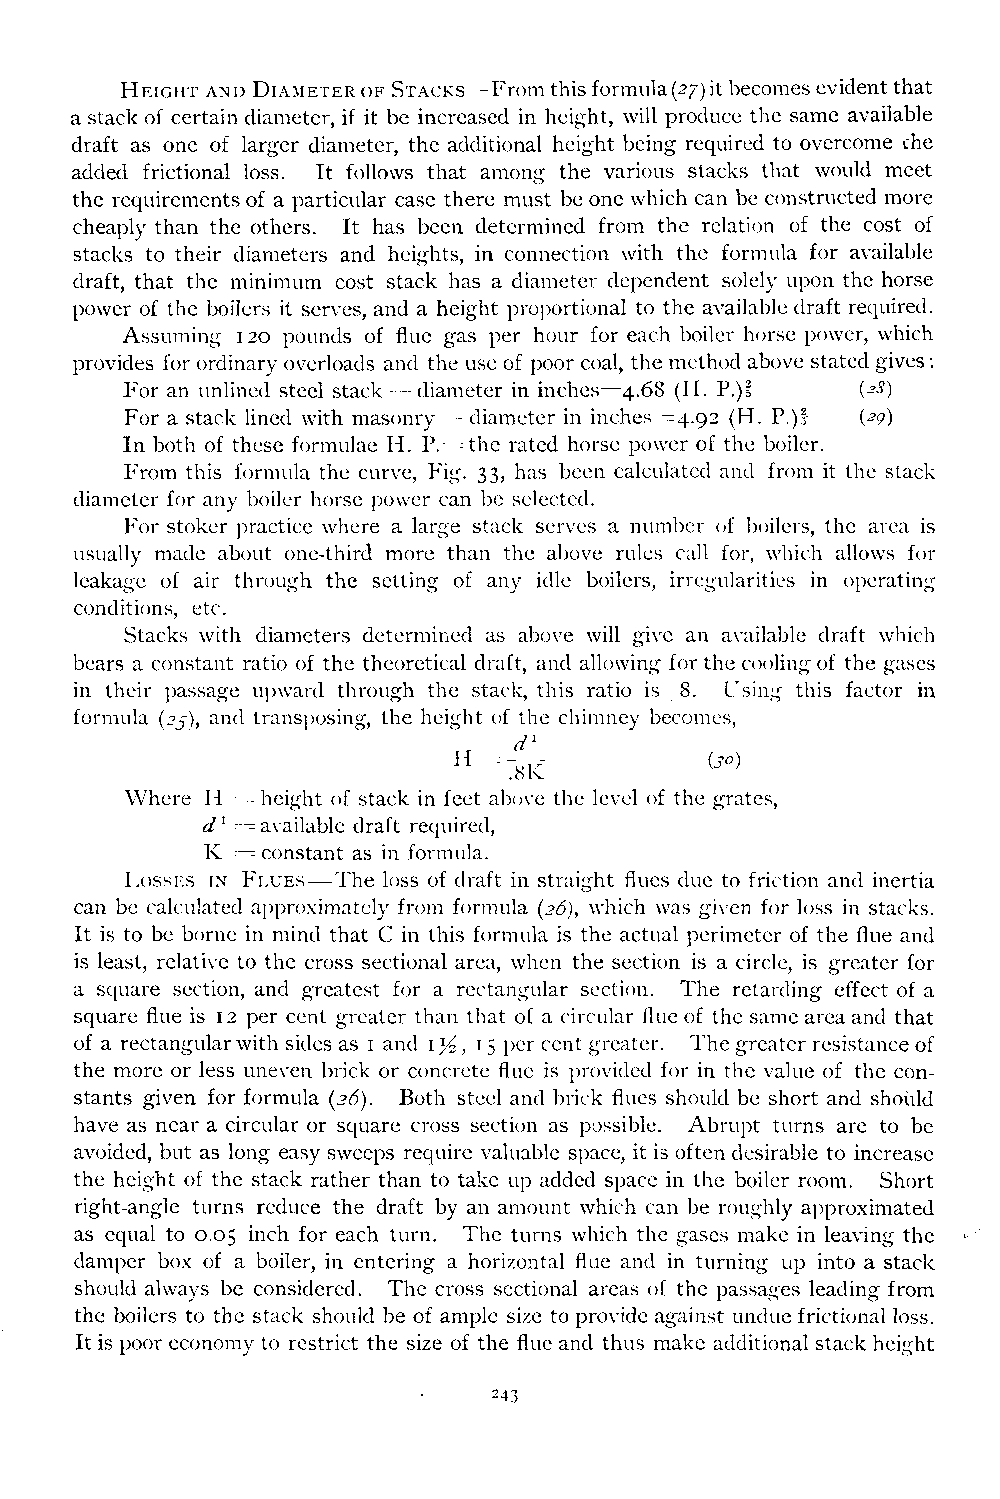 HEIGHT AND DIAMETER OF STACKS –From this formula (27) it becomes evident that
a stack of certain diameter, if it be increased in height, will produce the same available
draft as one of larger diameter, the additional height being required to overcome the
added frictional loss. It follows that among the various stacks that would meet
the requirements of a particular case there must be one which can be constructed more
cheaply than the others. It has been determined from the relation of the cost of
stacks to their diameters and heights, in connection with the formula for available
draft, that the minimum cost stack has a diameter dependent solely upon the horse
power of the boilers it serves, and a height proportional to the available draft required.
Assuming 120 pounds of flue gas per hour for each boiler horse power, which
provides for ordinary overloads and the use of poor coal, the method above stated gives:
For an unlined steel stack — diameter in inches=4.68 (H. P.)⅖ (28)
For a stack lined with masonry – diameter in inches =4.92 (H. P.)⅖ (29)
In both of these formulae H. P. =the rated horse power of the boiler.
From this formula the curve, Fig. 33, has been calculated and from it the stack
diameter for any boiler horse power can be selected.
For stoker practice where a large stack serves a number of boilers, the area is
usually made about one-third more than the above rules call for, which allows for
leakage of air through the setting of any idle boilers, irregularities in operating
conditions, etc.
Stacks with diameters determined as above will give an available draft which
bears a constant ratio of the theoretical draft, and allowing for the cooling of the gases
in their passage upward through the stack, this ratio is .8. Using this factor in
formula (25), and transposing, the height of the chimney becomes,
H = d¹ / .8K (30)
Where H = height of stack in feet above the level of the grates,
d¹ = available draft required,
K = constant as in formula.
LOSSES IN FLUES—The loss of draft in straight flues due to friction and inertia
can be calculated approximately from formula (26), which was given for loss in stacks.
It is to be borne in mind that C in this formula is the actual perimeter of the flue and
is least, relative to the cross sectional area, when the section is a circle, is greater for
a square section, and greatest for a rectangular section. The retarding effect of a
square flue is 12 per cent greater than that of a circular flue of the same area and that
of a rectangular with sides as 1 and 1½, 15 per cent greater. The greater resistance of
the more or less uneven brick or concrete flue is provided for in the value of the con-
stants given for formula (26). Both steel and brick flues should be short and should
have as near a circular or square cross section as possible. Abrupt turns are to be
avoided, but as long easy sweeps require valuable space, it is often desirable to increase
the height of the stack rather than to take up added space in the boiler room. Short
right-angle turns reduce the draft by an amount which can be roughly approximated
as equal to 0.05 inch for each turn. The turns which the gases make in leaving the
damper box of a boiler, in entering a horizontal flue and in turning up into a stack
should always be considered. The cross sectional areas of the passages leading from
the boilers to the stack should be of ample size to provide against undue frictional loss.
It is poor economy to restrict the size of the flue and thus make additional stack height
243